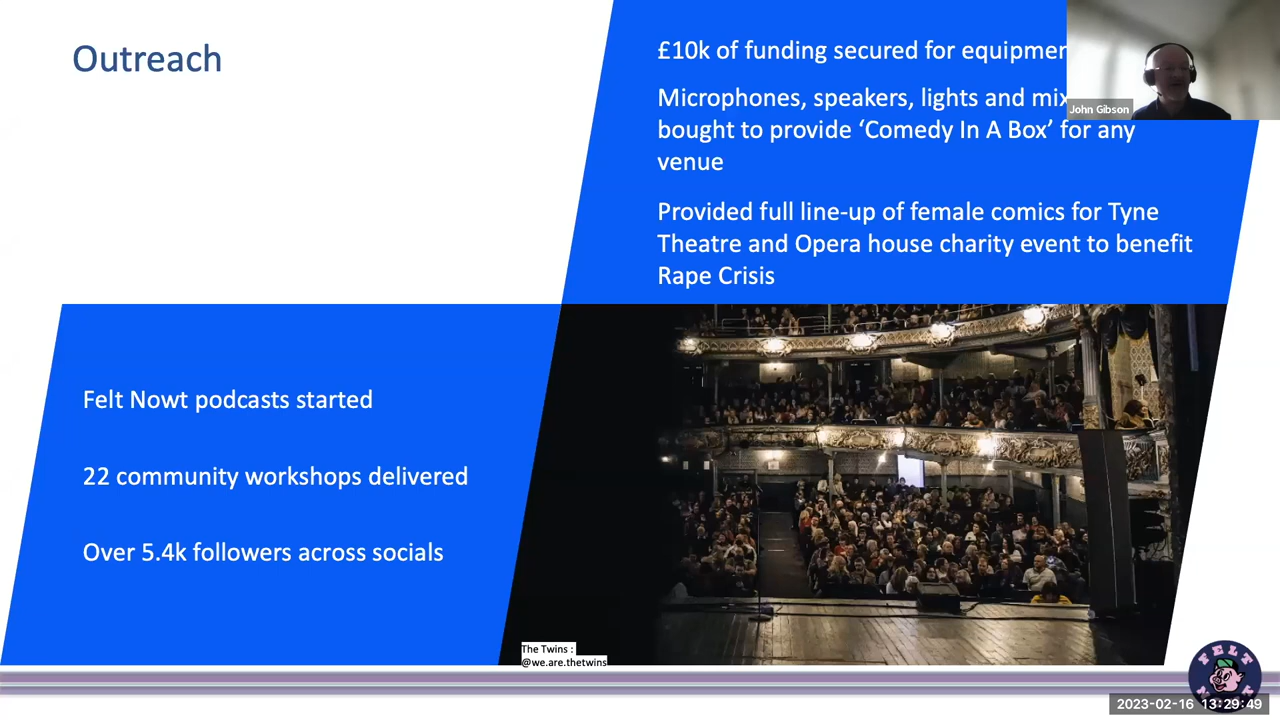 Outreach
£10k of funding secured for
Microphones, speakers, lights and
bought to provide ‘Comedy In A Box’ for any
venue
Provided full line-up of female comics for Tyne
Theatre and Opera house charity event to benefit
Rape Crisis
John Gibson
Felt Nowt podcasts started
22 community workshops delivered
Over 5.4k followers across socials
The Twins :
@we.are.thetwins
FELT
2023-02-16 13:29:49